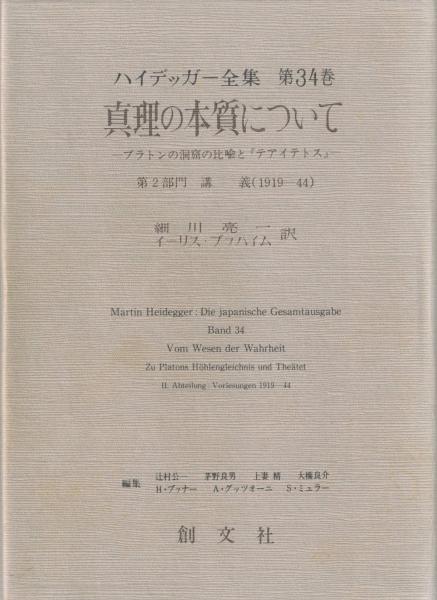 ハイデッガー全集 第34巻
真理の本質について
―プラトンの洞窟の比喩と『テアイテトス』―
第2部門 講 義(1919―44)
細川亮一
イーリス・ブフハイム 訳
Martin Heidegger: Die japanische Gesamtausgabe
Band 34
Vom Wesen der Wahrheit
Zu Platons Höhlengleichnis und Theätet
II. Abteilung Vorlesungen 1919―44
編集
辻村公一 茅野良男 上妻精 大橋良介
H・ブァナー A・グッツオーニ S・ミュラー
創文社